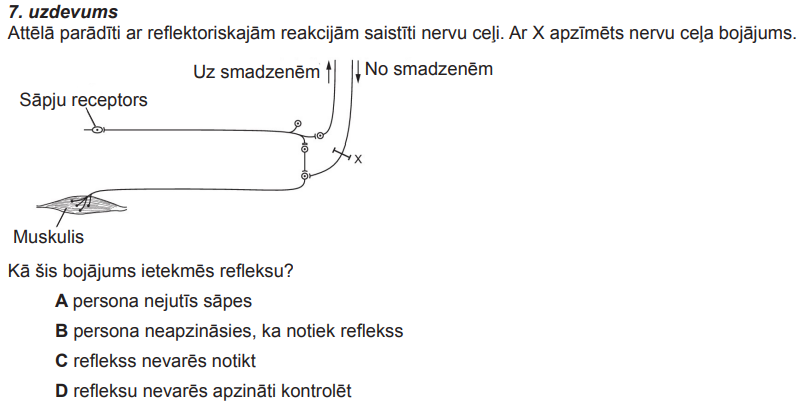 7. uzdevums
Attēlā parādīti ar reflektoriskajām reakcijām saistīti nervu ceļi. Ar X apzīmēts nervu ceļa bojājums.
Uz smadzenēm
No smadzenēm
Sāpju receptors
X
Muskulis
Kā šis bojājums ietekmēs refleksu?
A persona nejutīs sāpes
B persona neapzināsies, ka notiek reflekss
C reflekss nevarēs notikt
D refleksu nevarēs apzināti kontrolēt